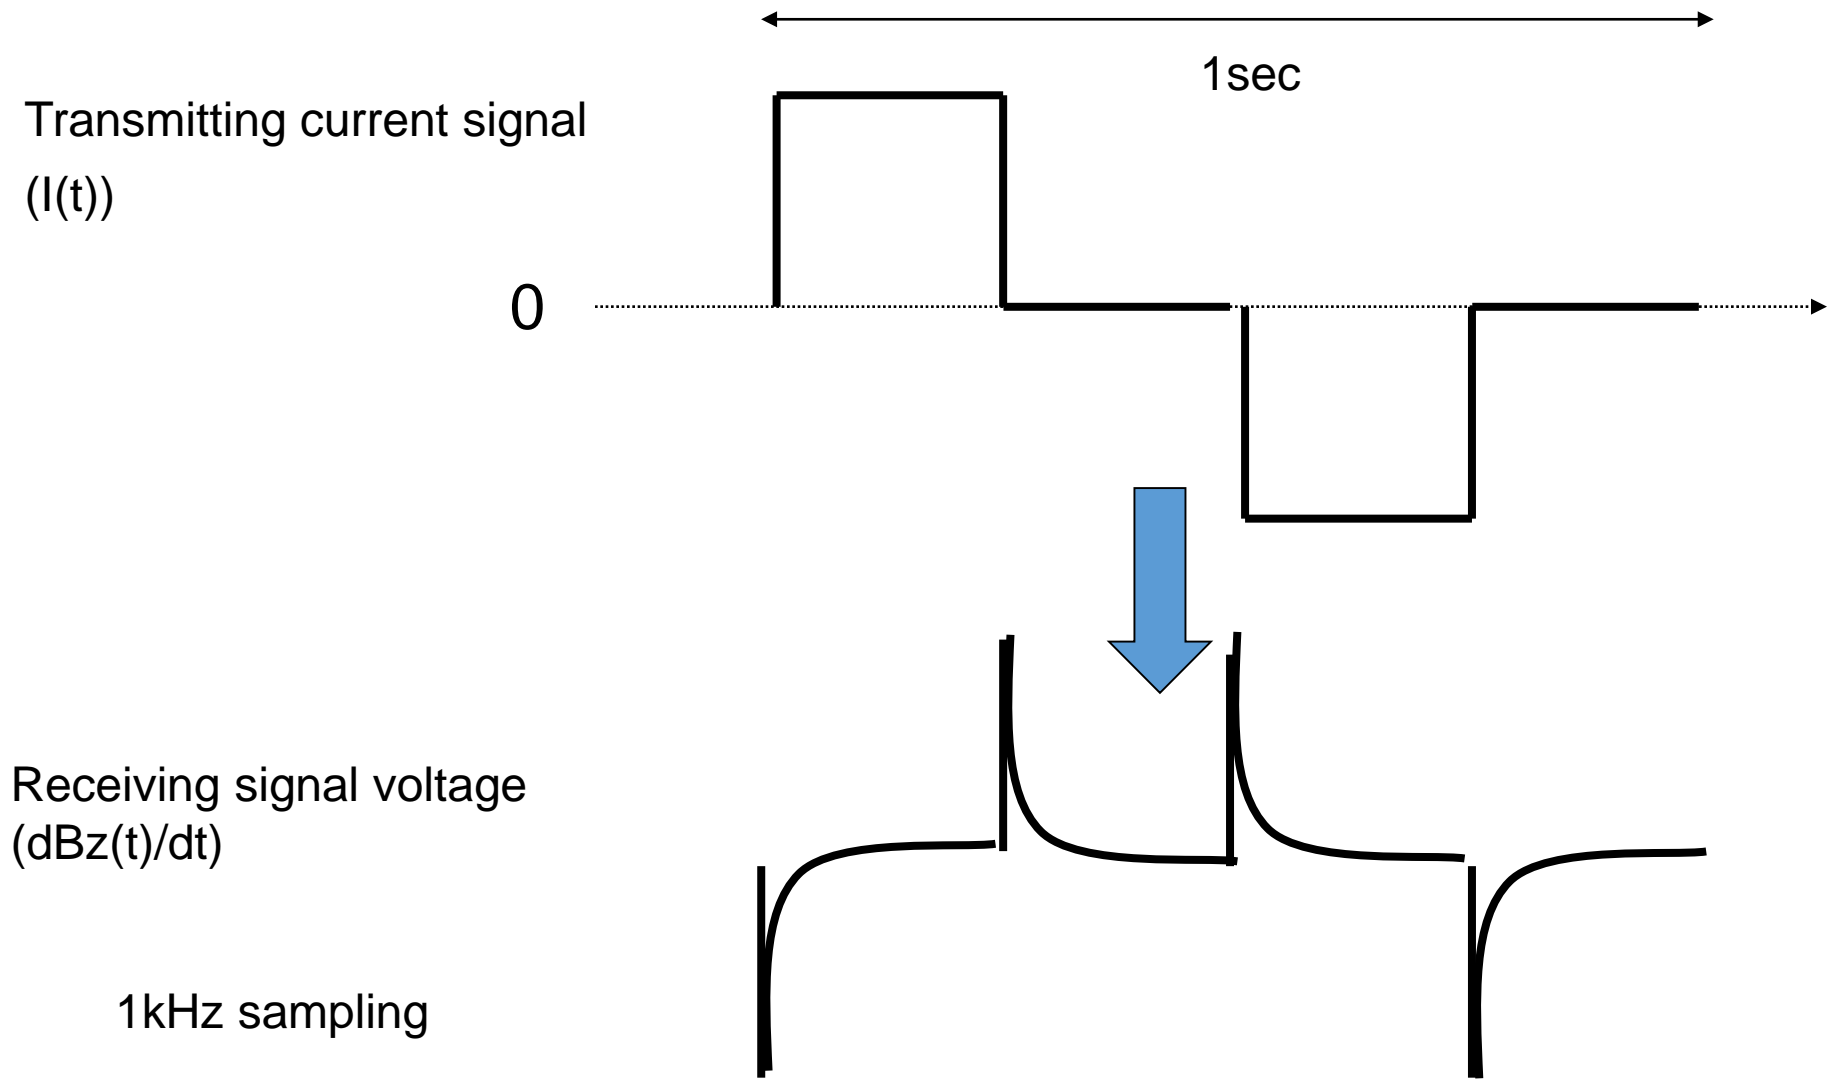 1sec
Transmitting current signal
(I(t))
0
Receiving signal voltage
(dBz(t)/dt)
1kHz sampling